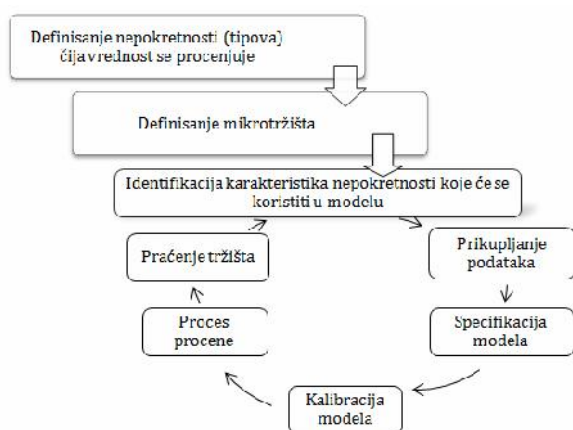 Definisanje nepokretnosti (tipova)
čija vrednost se procenjuje
Definisanje mikrotržišta
Identifikacija karakteristika nepokretnosti koje će se
koristiti u modelu
Praćenje tržišta
Prikupljanje
podataka
Proces
procene
Specifikacija
modela
Kalibracija
modela